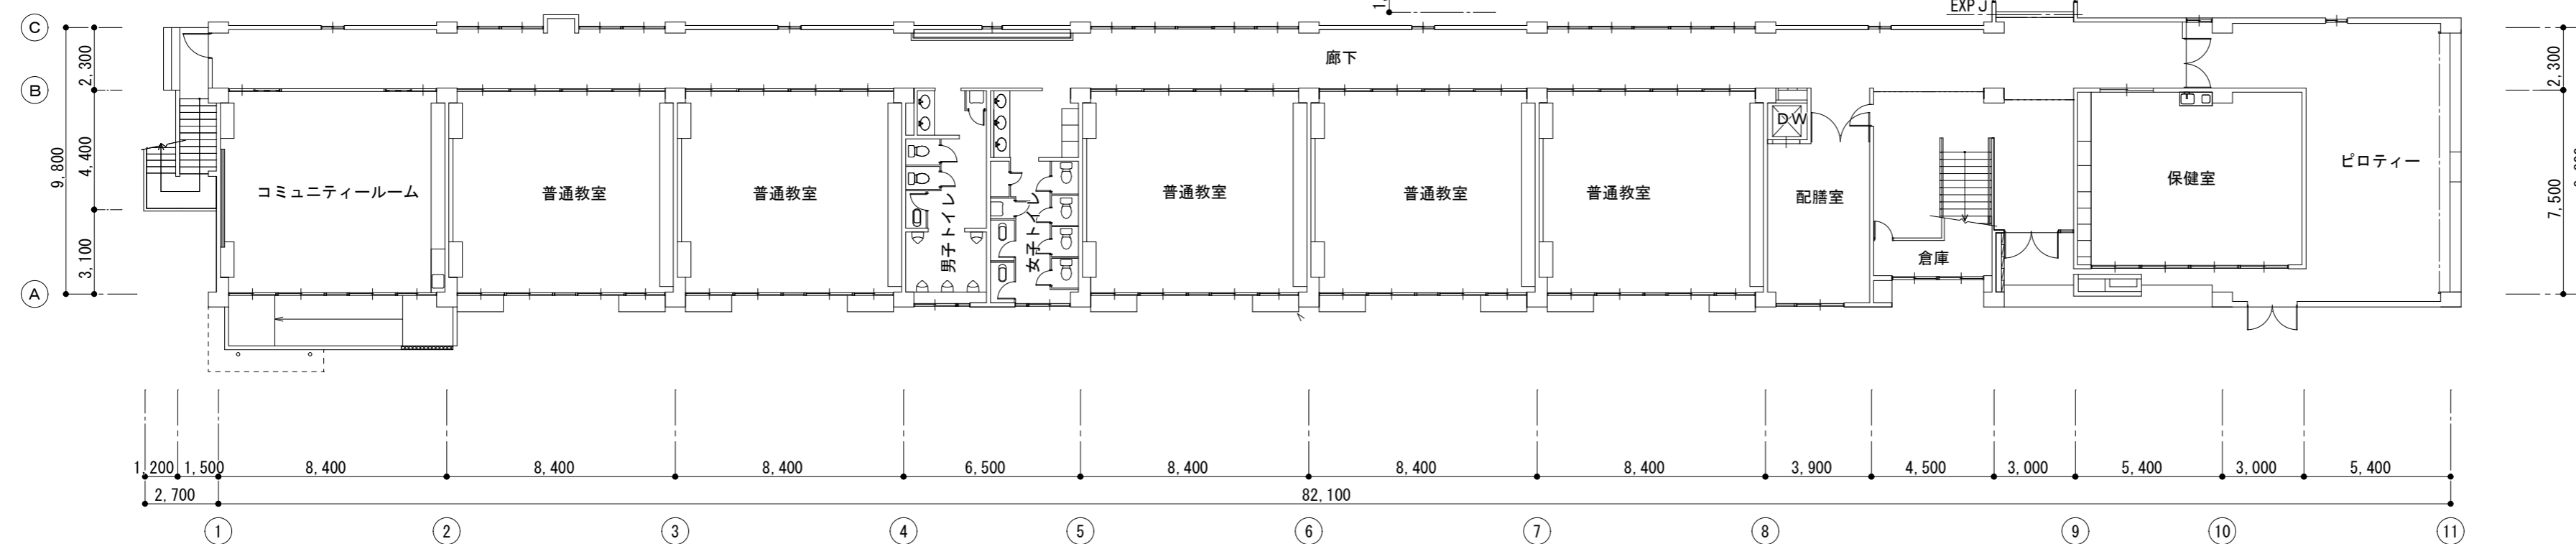 1,
EXP J
C
B
A
2,300
4,400
3,100
9,800
廊下
コミュニティールーム
普通教室
普通教室
男子トイレ
女子トイレ
普通教室
普通教室
普通教室
DW
配膳室
倉庫
保健室
ピロティー
2,300
7,500
1,200
1,500
8,400
8,400
8,400
6,500
8,400
8,400
8,400
3,900
4,500
3,000
5,400
3,000
5,400
2,700
82,100
1
2
3
4
5
6
7
8
9
10
11